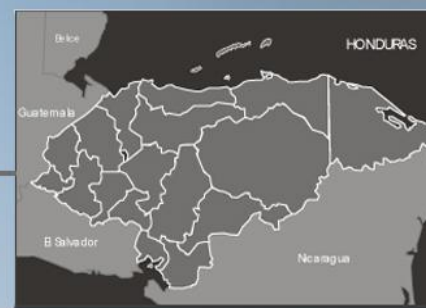 Belice
HONDURAS
Guatemala
El Salvador
Nicaragua